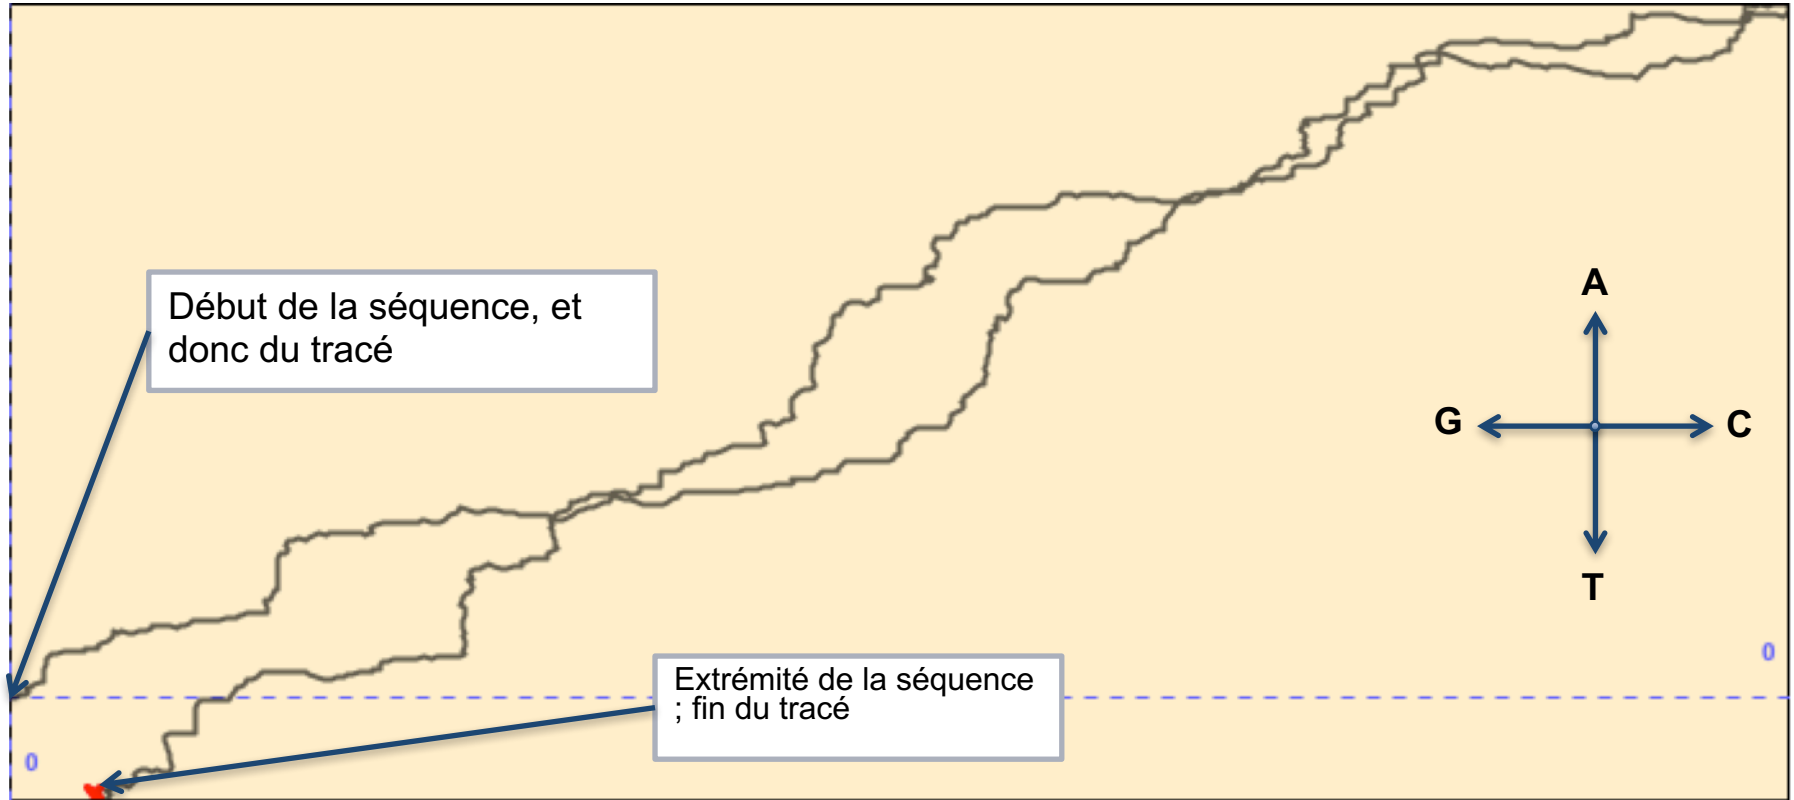 Début de la séquence, et
donc du tracé
A
G
C
T
0
Extrémité de la séquence
; fin du tracé
0